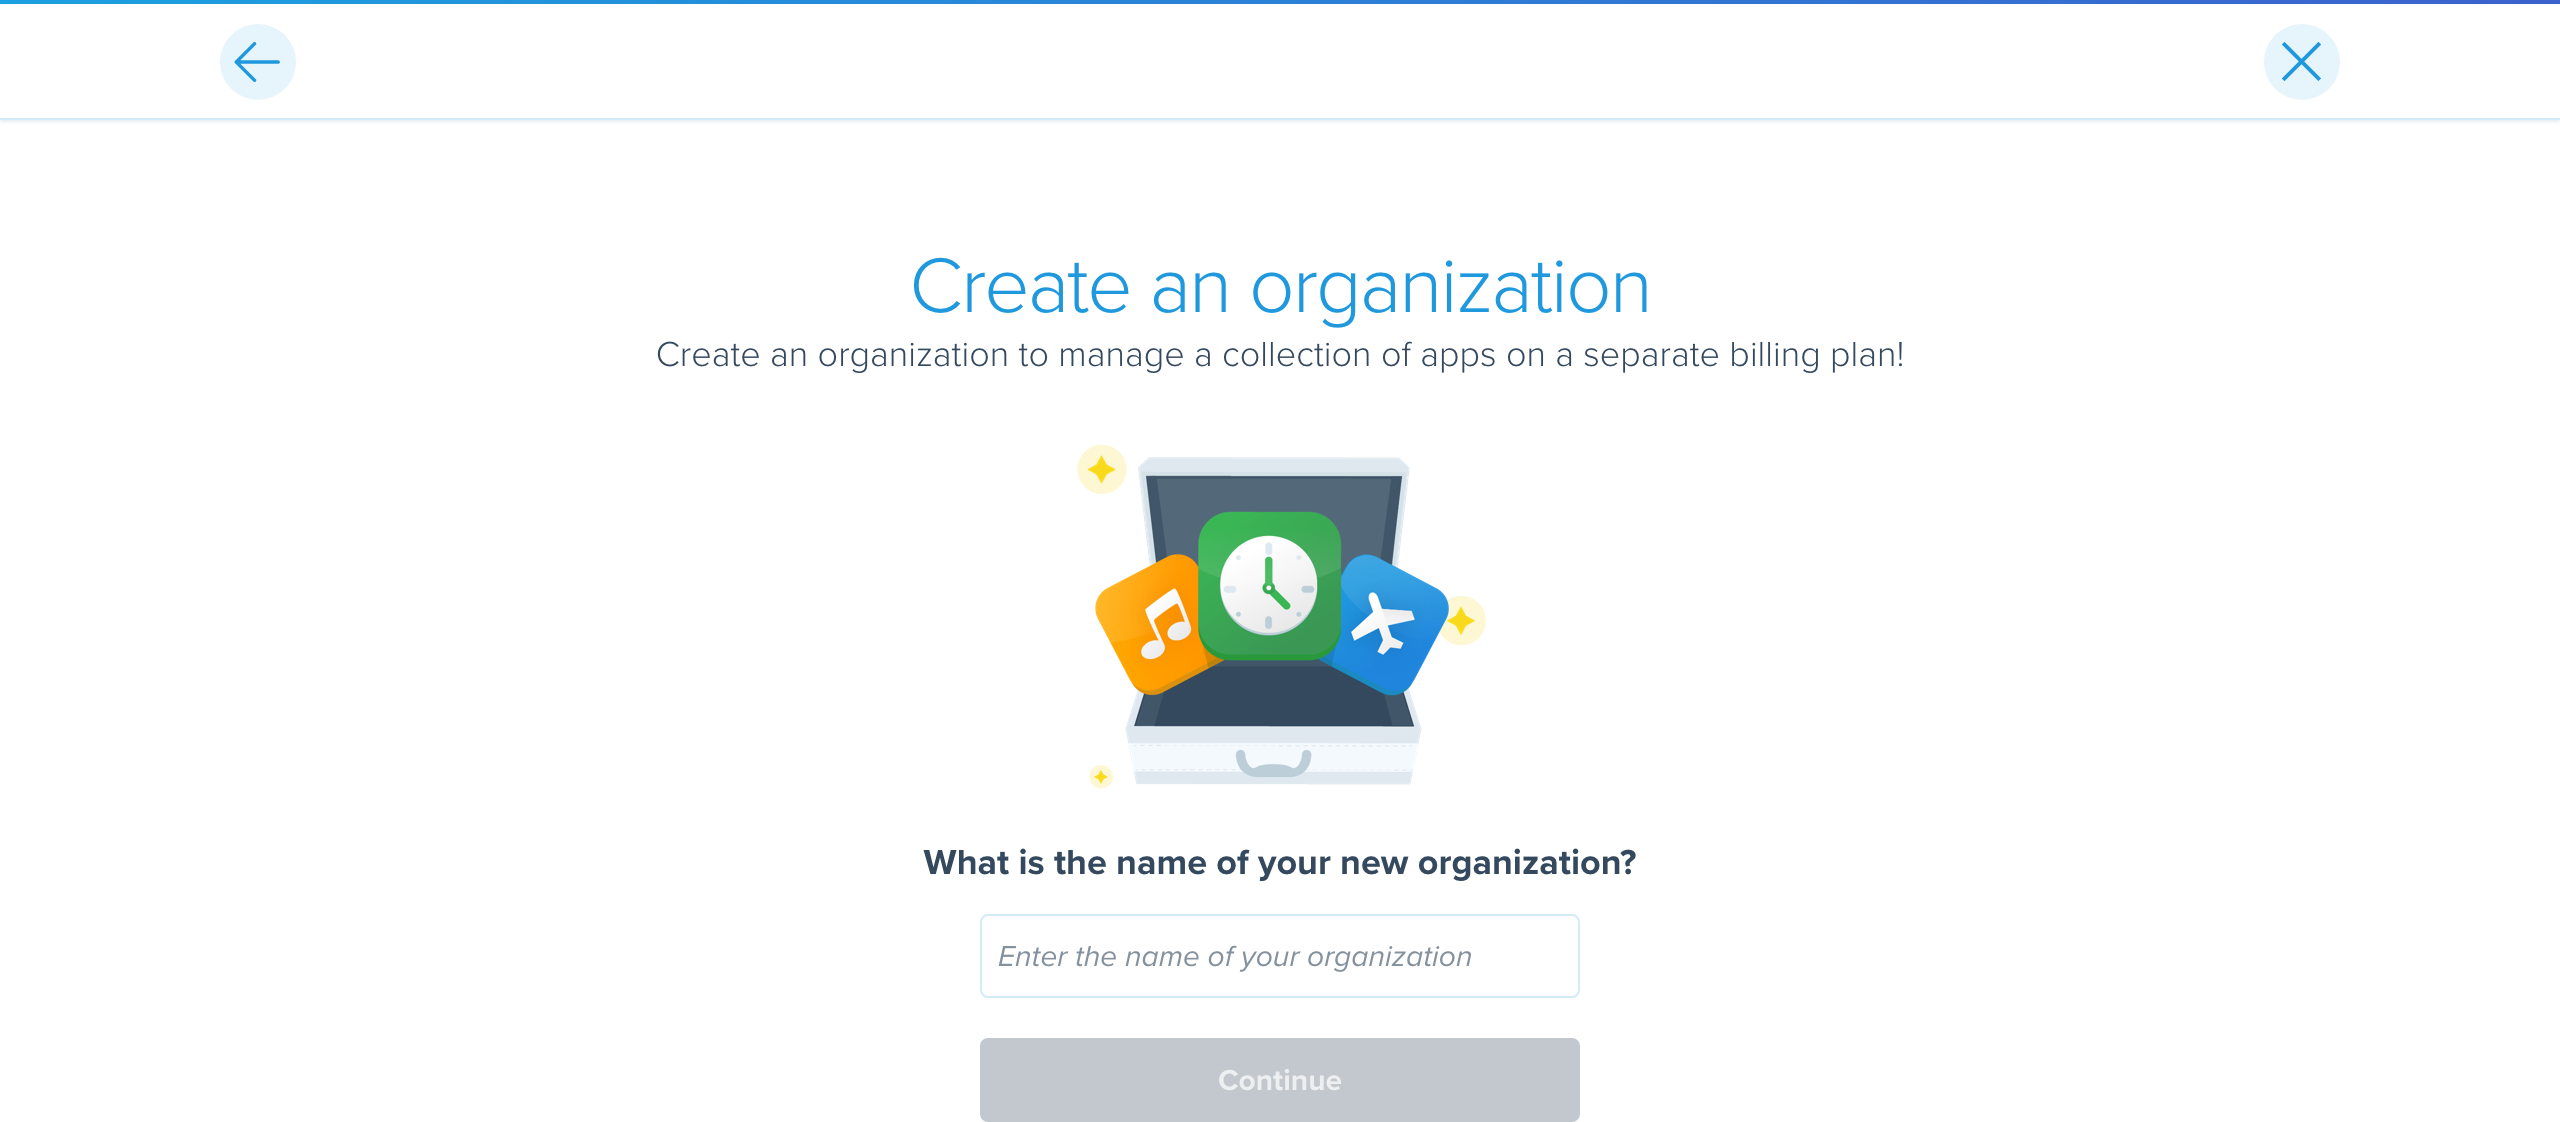 Create an organization
Create an organization to manage a collection of apps on a separate billing plan!
What is the name of your new organization?
Enter the name of your organization
Continue